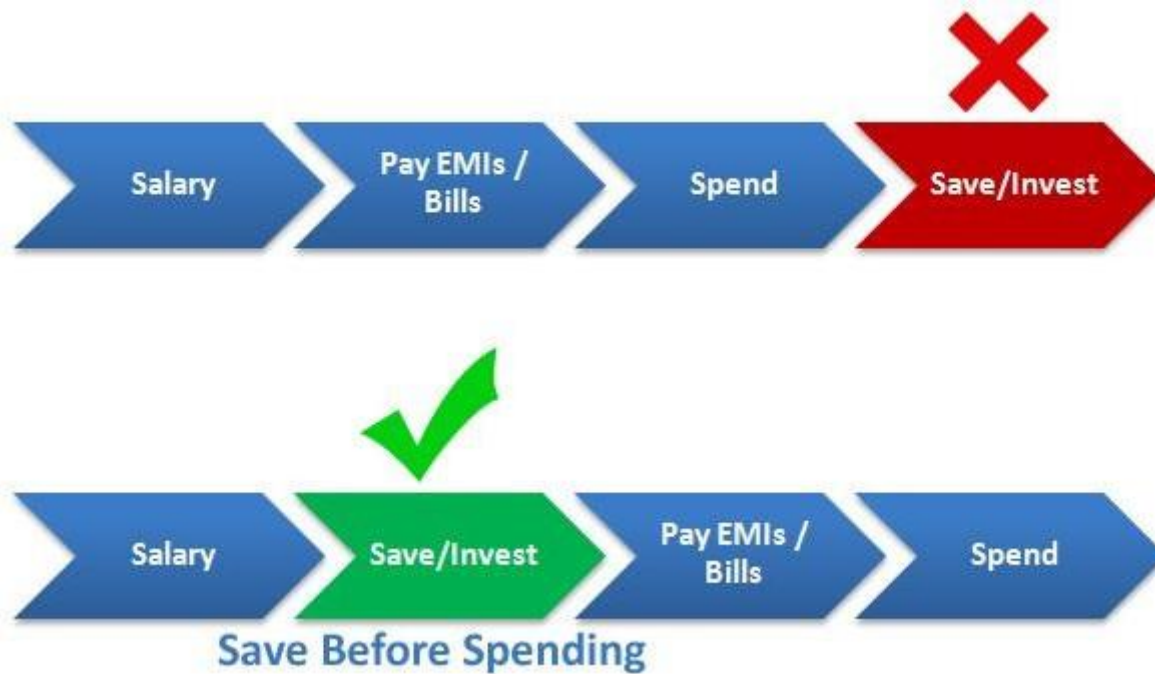 Salary
Pay EMIs /
Bills
Spend
Save/Invest
Salary
Save/Invest
Pay EMIs /
Bills
Spend
Save Before Spending